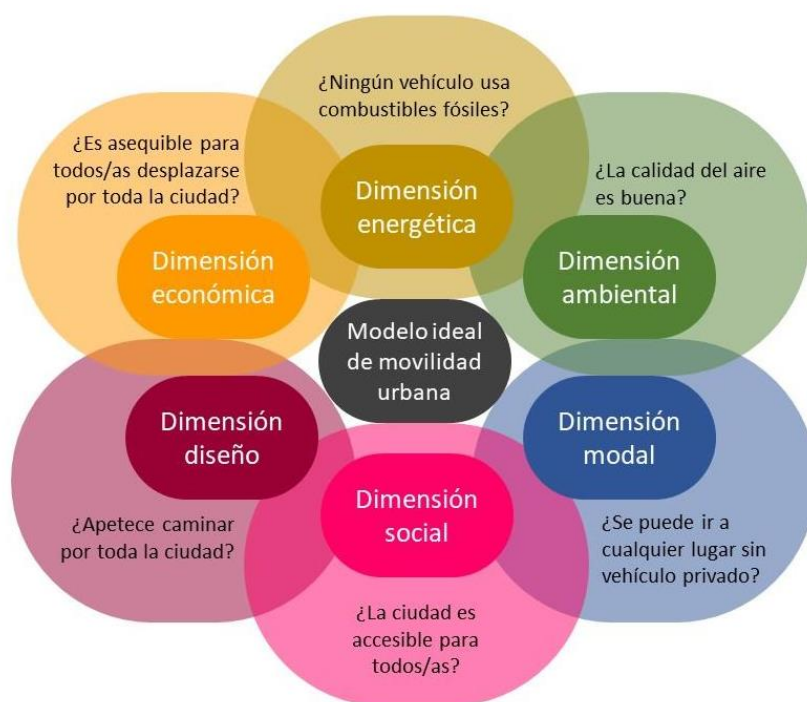 ¿Ningún vehículo usa
combustibles fósiles?
Dimensión
energética
¿Es asequible para
todos/as desplazarse
por toda la ciudad?
Dimensión
económica
¿La calidad del aire
es buena?
Dimensión
ambiental
Modelo ideal
de movilidad
urbana
Dimensión
diseño
¿Apetece caminar
por toda la ciudad?
Dimensión
social
¿La ciudad es
accesible para
todos/as?
Dimensión
modal
¿Se puede ir a
cualquier lugar sin
vehículo privado?